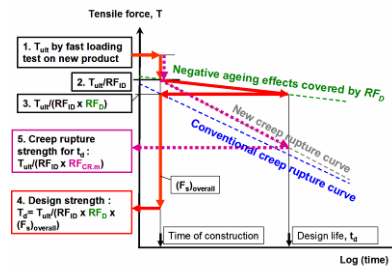 Tensile force, T
1. Tult by fast loading
test on new product
2. Tult/RFID
3. Tult/(RFID x RFD)
5. Creep rupture
strength for td :
Tult/(RFID x RFCR.m)
4. Design strength :
Td= Tult/(RFID x RFD x
(Fs)overall)
Negative ageing effects covered by RFD
New creep rupture curve
Conventional creep rupture curve
(Fs)overall
Time of construction
Design life, td
Log (time)